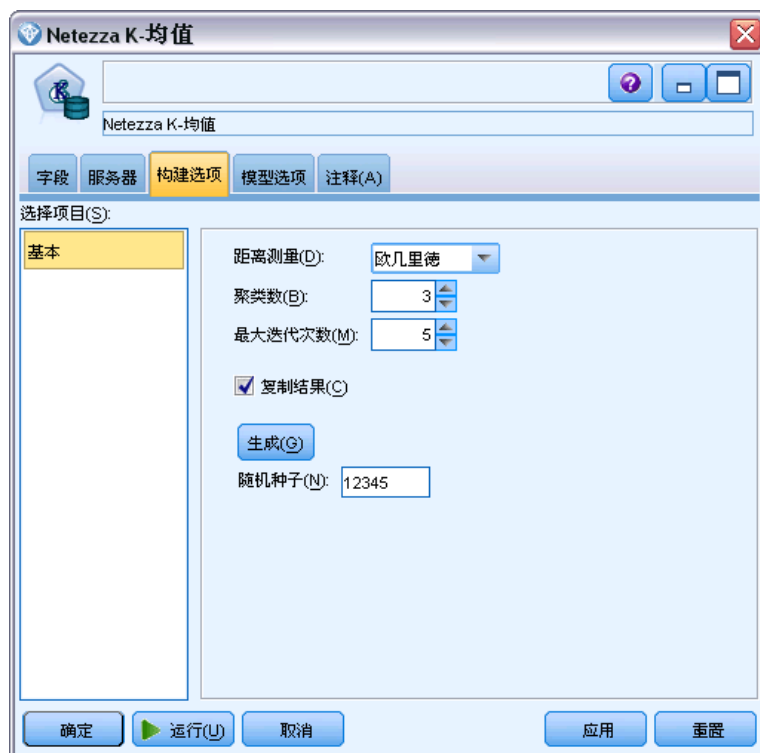 Netezza K-均值
Netezza K-均值
字段 服务器 构建选项 模型选项 注释(A)
选择项目(S):
基本
距离测量(D): 欧几里德
聚类数(B): 3
最大迭代次数(M): 5
复制结果(C)
生成(G)
随机种子(N): 12345
确定 运行(U) 取消 应用 重置